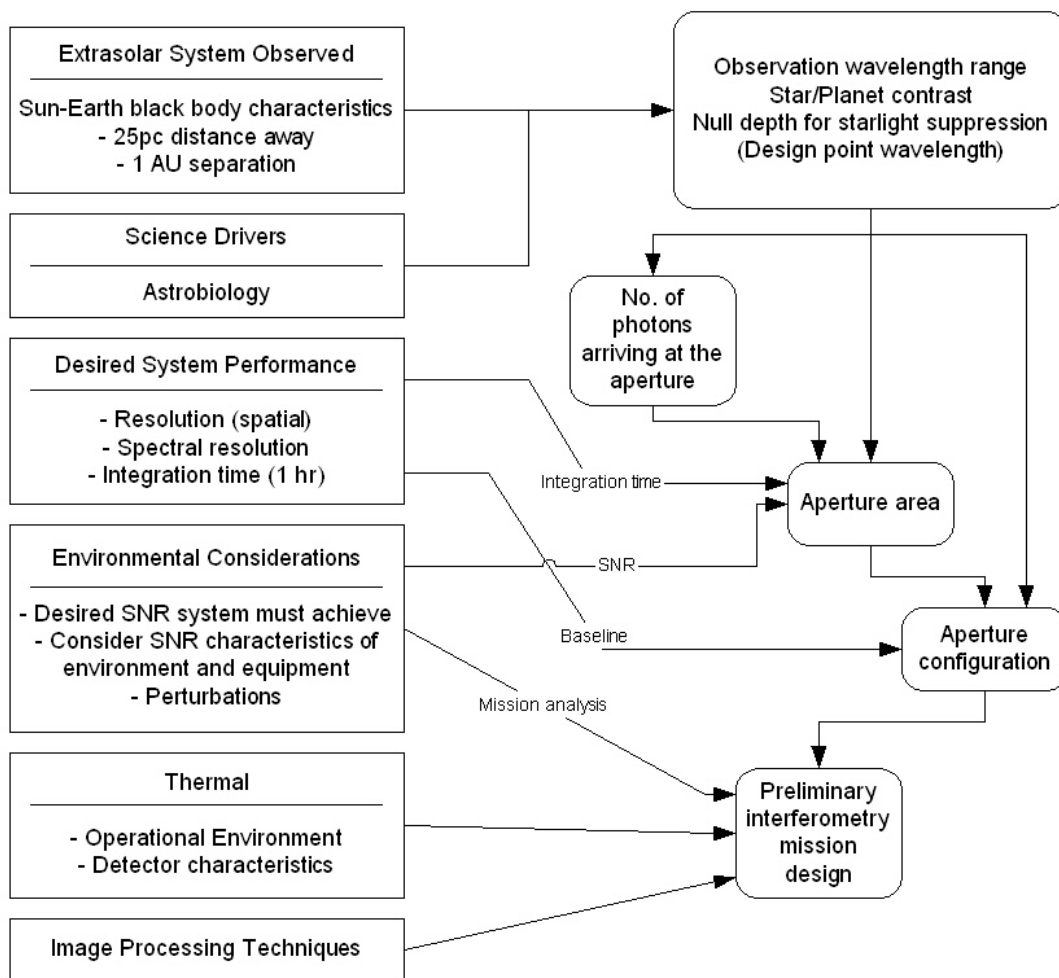 Extrasolar System Observed
Sun-Earth black body characteristics
- 25pc distance away
- 1 AU separation
Science Drivers
Astrobiology
Desired System Performance
- Resolution (spatial)
- Spectral resolution
- Integration time (1 hr)
Environmental Considerations
- Desired SNR system must achieve
- Consider SNR characteristics of
environment and equipment
- Perturbations
Thermal
- Operational Environment
- Detector characteristics
Image Processing Techniques
Observation wavelength range
Star/Planet contrast
Null depth for starlight suppression
(Design point wavelength)
No. of
photons
arriving at the
aperture
Integration time
Aperture area
SNR
Baseline
Aperture
configuration
Mission analysis
Preliminary
interferometry
mission
design